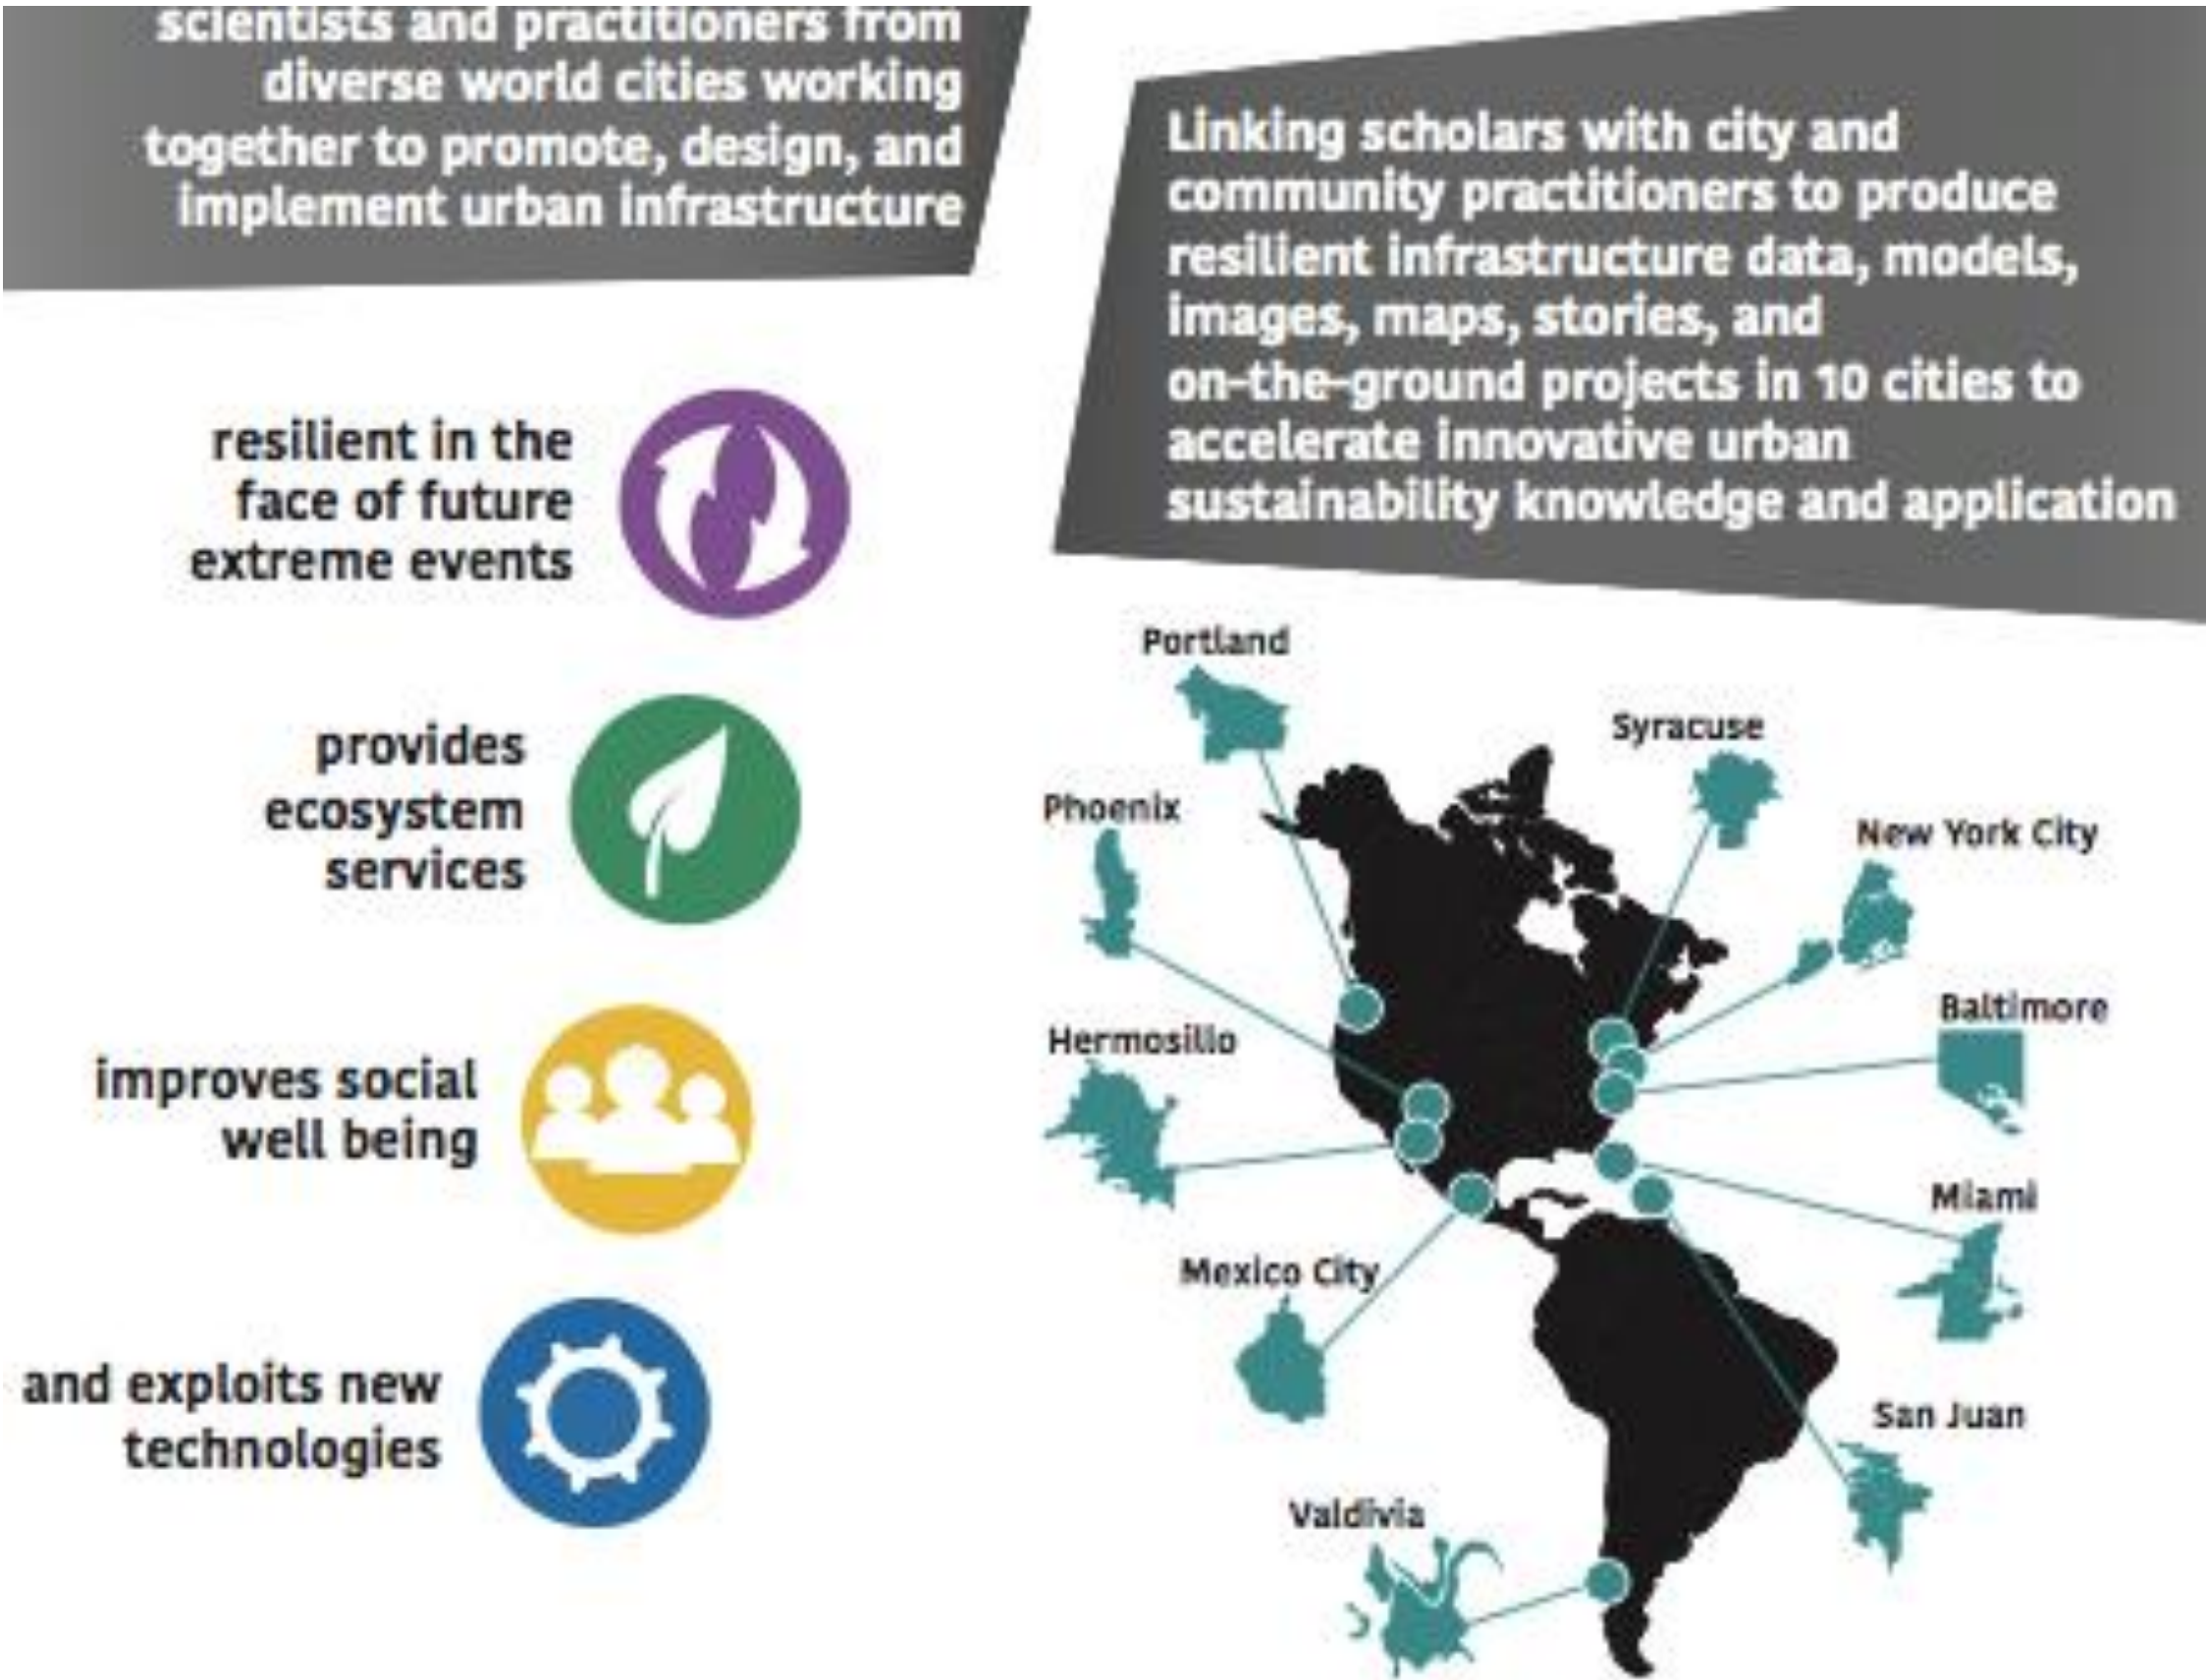 scientists and practitioners from
diverse world cities working
together to promote, design, and
implement urban infrastructure
resilient in the
face of future
extreme events
provides
ecosystem
services
improves social
well being
and exploits new
technologies
Linking scholars with city and
community practitioners to produce
resilient infrastructure data, models,
images, maps, stories, and
on-the-ground projects in 10 cities to
accelerate innovative urban
sustainability knowledge and application
Portland
Syracuse
Phoenix
New York City
Baltimore
Hermosillo
Miami
Mexico City
San Juan
Valdivia